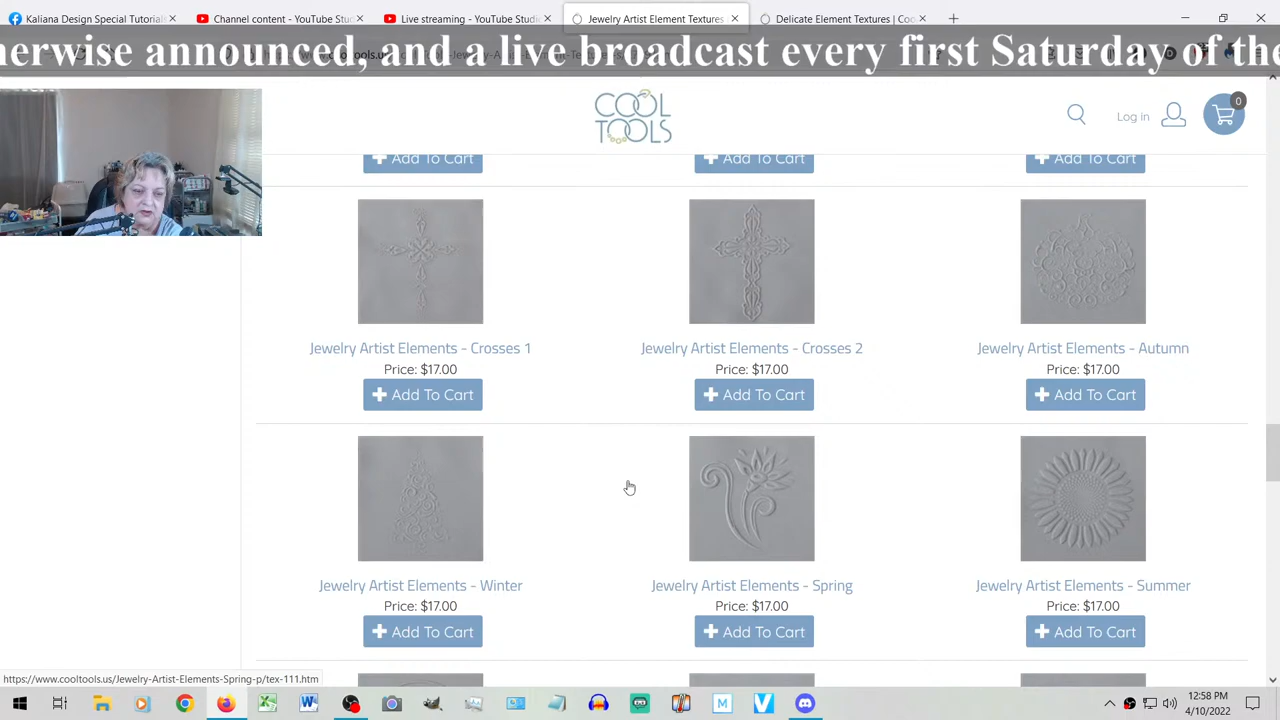 Kaliana Design Special Tutorials
Channel content - YouTube Studio
Live streaming - YouTube Studio
Jewelry Artist Element Textures
Delicate Element Textures | Coo
nerwise announced, and a live broadcast every first Saturday of the
COOL TOOLS
Log in
0
Add To Cart
Add To Cart
Add To Cart
Jewelry Artist Elements - Crosses 1
Jewelry Artist Elements - Crosses 2
Jewelry Artist Elements - Autumn
Price: $17.00
Price: $17.00
Price: $17.00
Add To Cart
Add To Cart
Add To Cart
Jewelry Artist Elements - Winter
Jewelry Artist Elements - Spring
Jewelry Artist Elements - Summer
Price: $17.00
Price: $17.00
Price: $17.00
Add To Cart
Add To Cart
Add To Cart
https://www.cooltools.us/Jewelry-Artist-Elements-Spring-p/tex-111.htm
12:58 PM
4/10/2022